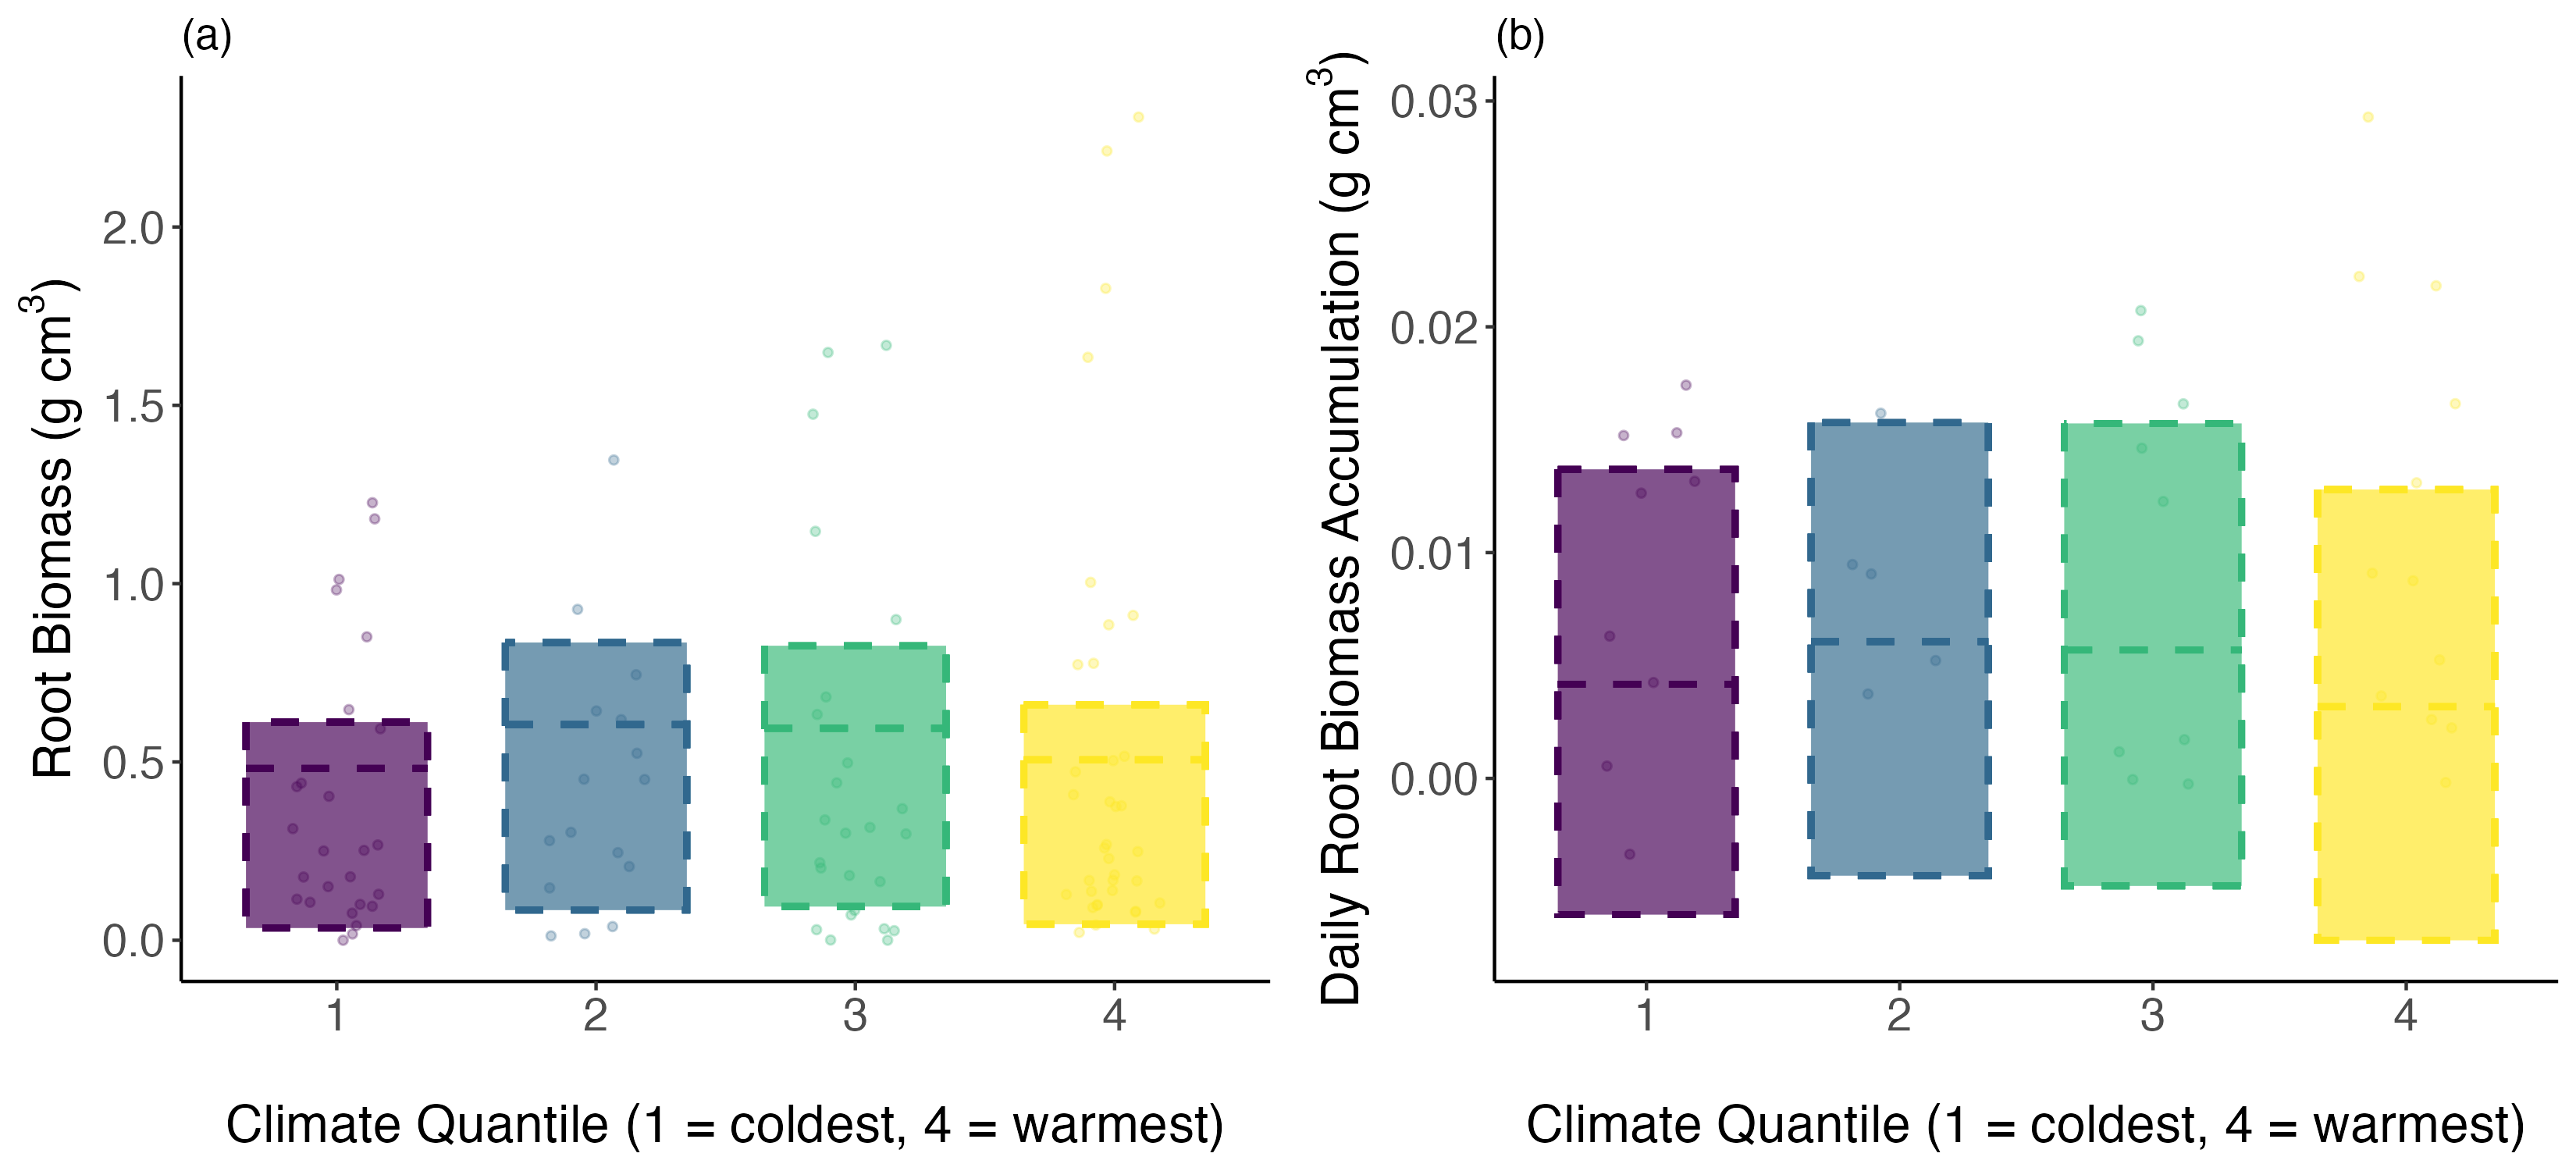 (a)
Root Biomass (g cm³)
2.0
1.5
1.0
0.5
0.0
1 2 3 4
Climate Quantile (1 = coldest, 4 = warmest)
(b)
Daily Root Biomass Accumulation (g cm³)
0.03
0.02
0.01
0.00
1 2 3 4
Climate Quantile (1 = coldest, 4 = warmest)